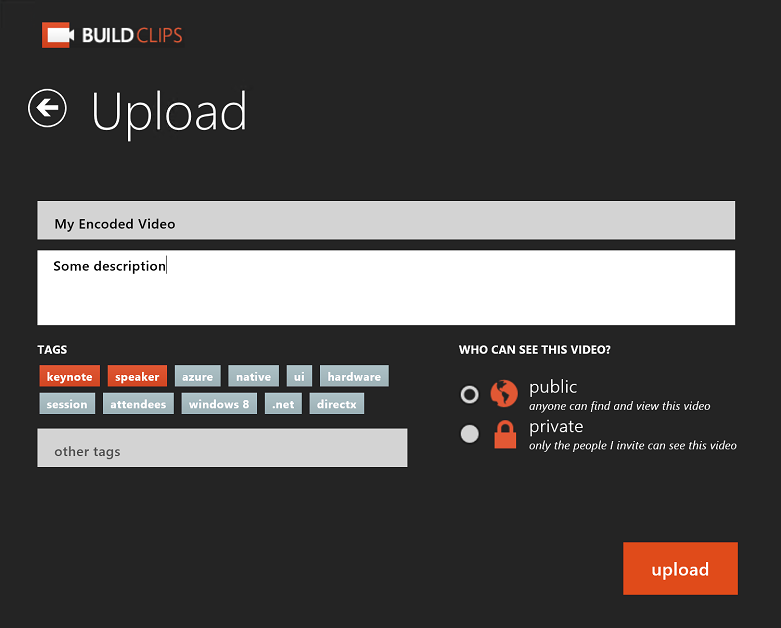 BUILDCLIPS
Upload
My Encoded Video
Some description
TAGS
keynote speaker azure native ui hardware
session attendees windows 8 .net directx
other tags
WHO CAN SEE THIS VIDEO?
public
anyone can find and view this video
private
only the people I invite can see this video
upload